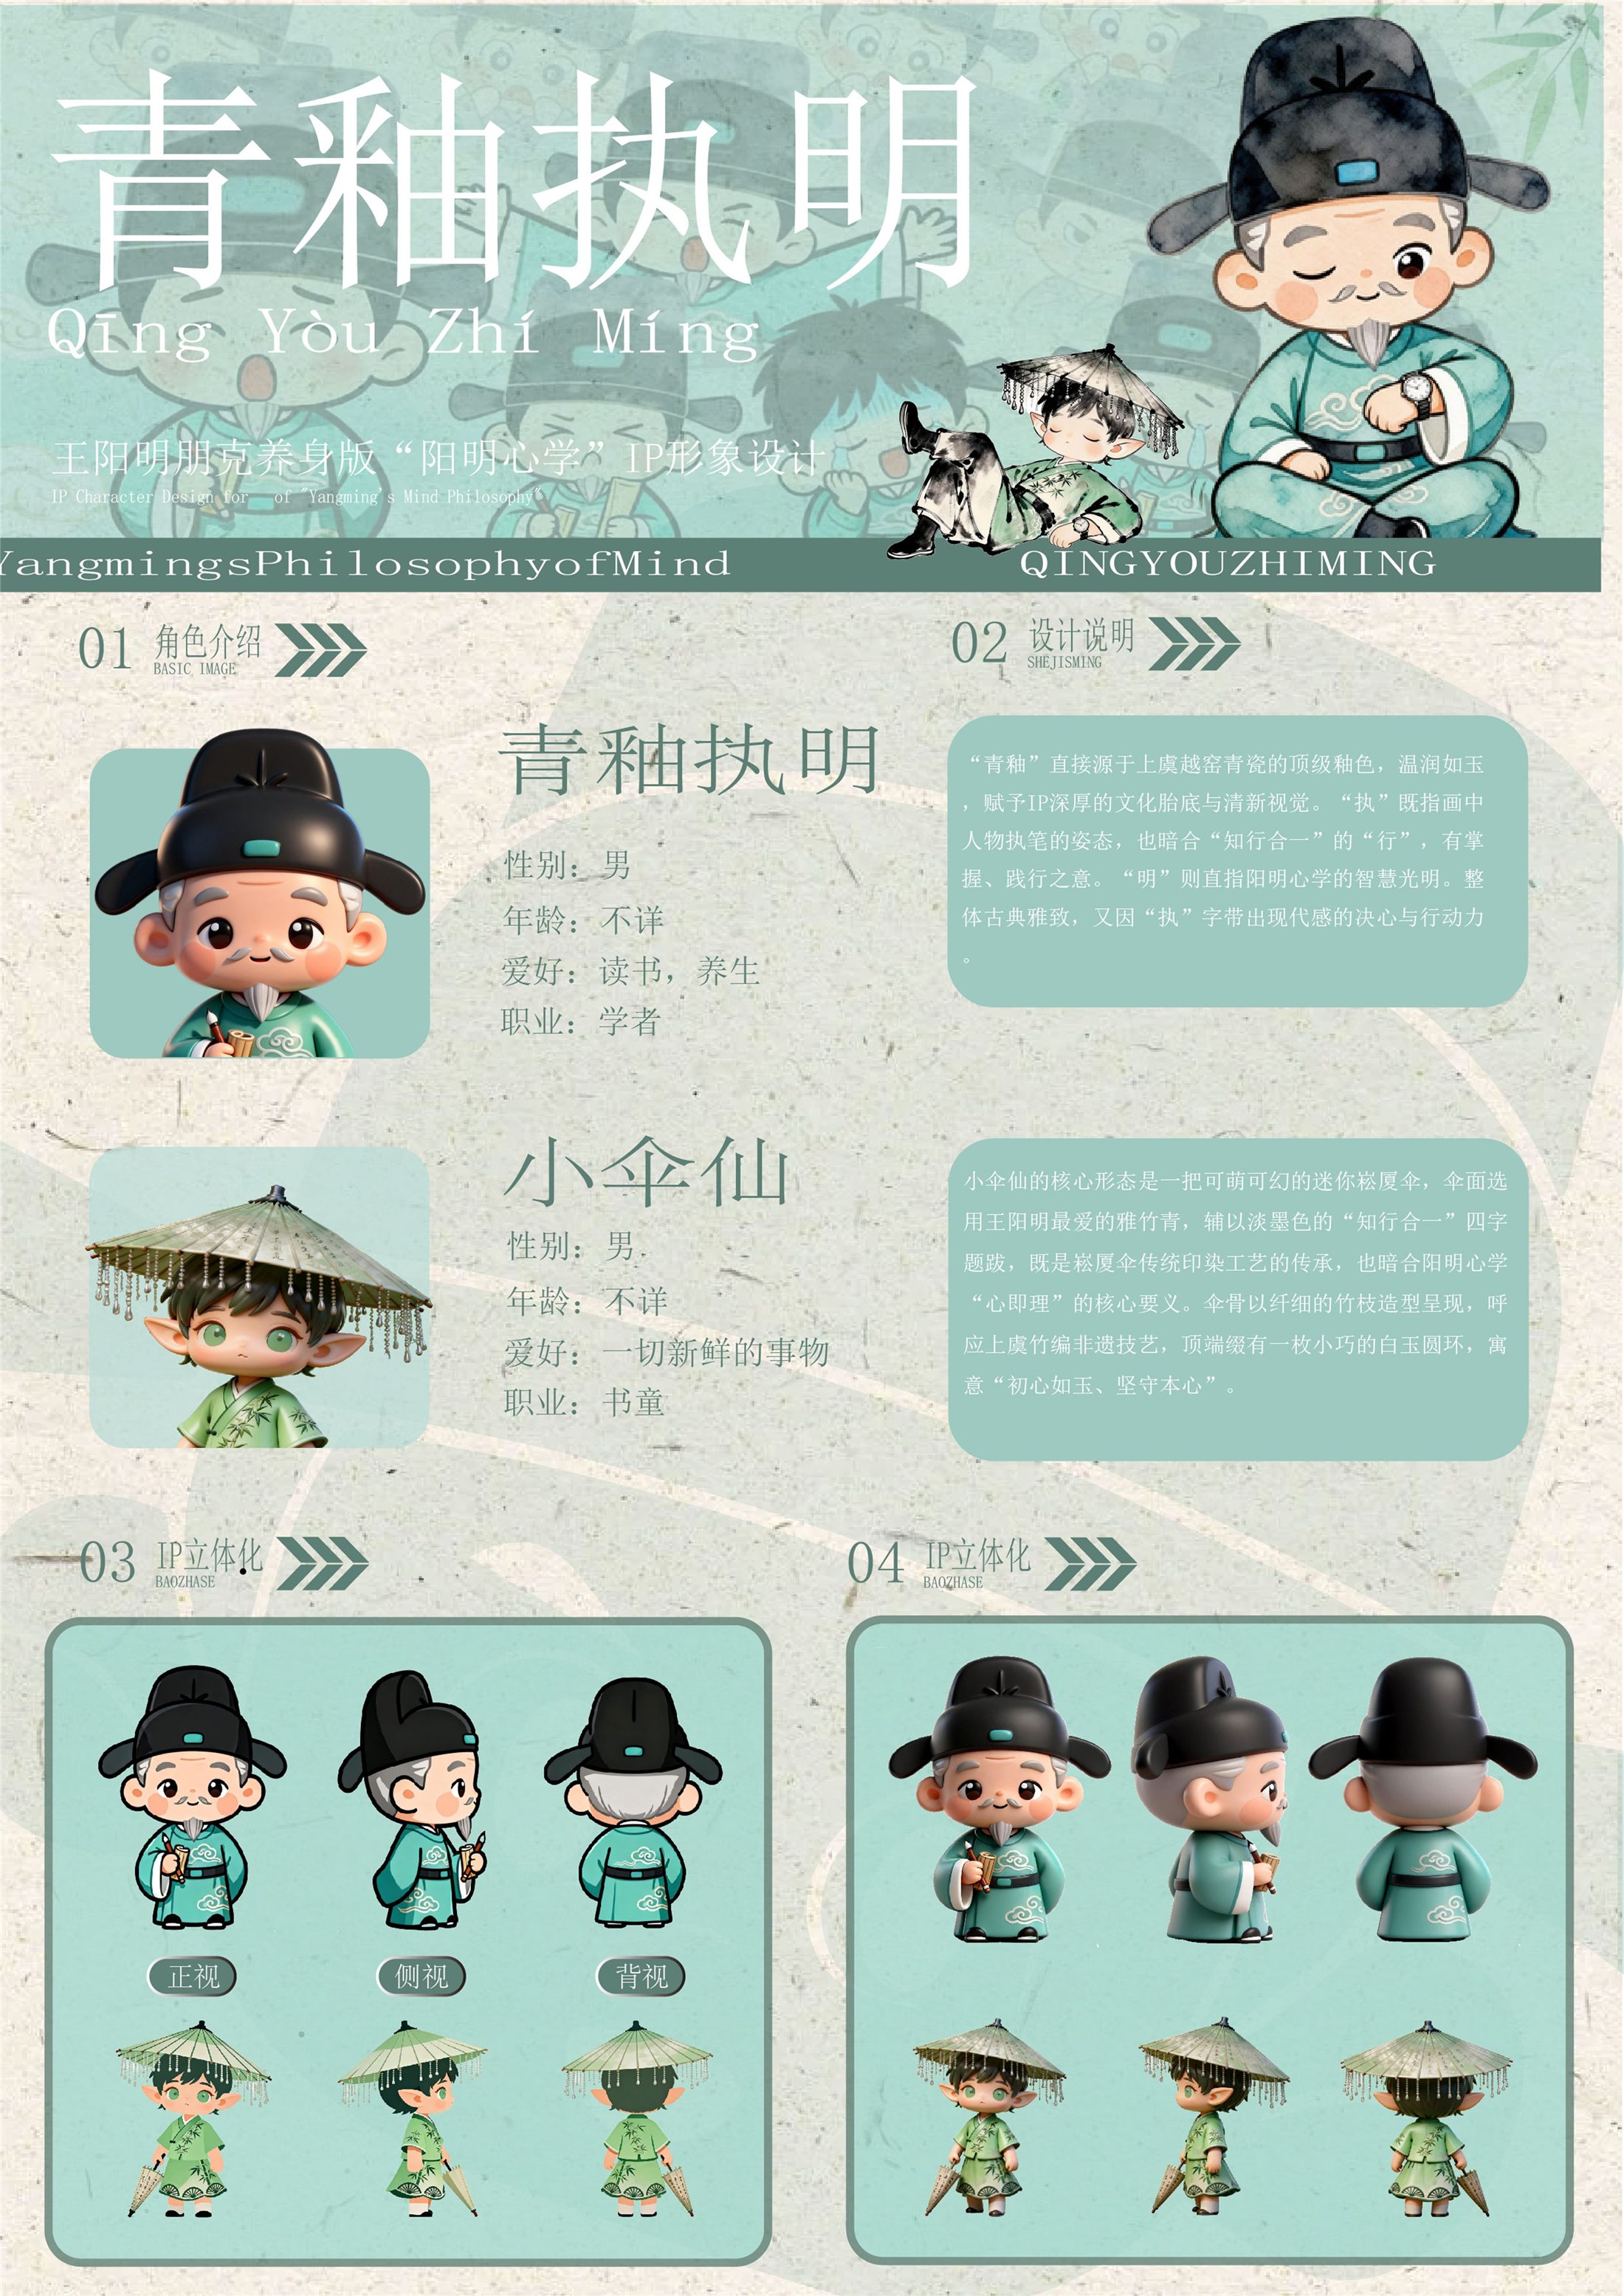 青釉执明
Qīng Yòu Zhí Míng
王阳明朋克养身版“阳明心学”IP形象设计
IP Character Design for of "Yangming's Mind Philosophy"
YangmingsPhilosophyofMind
QINGYOUZHIMING
01 角色介绍
BASIC IMAGE
青釉执明
性别：男
年龄：不详
爱好：读书，养生
职业：学者
02 设计说明
SHEJISMING
“青釉”直接源于上虞越窑青瓷的顶级釉色，温润如玉
，赋予IP深厚的文化胎底与清新视觉。“执”既指画中
人物执笔的姿态，也暗合“知行合一”的“行”，有掌
握、践行之意。“明”则直指阳明心学的智慧光明。整
体古典雅致，又因“执”字带出现代感的决心与行动力
。
小伞仙
性别：男
年龄：不详
爱好：一切新鲜的事物
职业：书童
小伞仙的核心形态是一把可萌可幻的迷你崧厦伞，伞面选
用王阳明最爱的雅竹青，辅以淡墨色的“知行合一”四字
题跋，既是崧厦伞传统印染工艺的传承，也暗合阳明心学
“心即理”的核心要义。伞骨以纤细的竹枝造型呈现，呼
应上虞竹编非遗技艺，顶端缀有一枚小巧的白玉圆环，寓
意“初心如玉、坚守本心”。
03 IP立体化
BAOZHASE
正视
侧视
背视
04 IP立体化
BAOZHASE